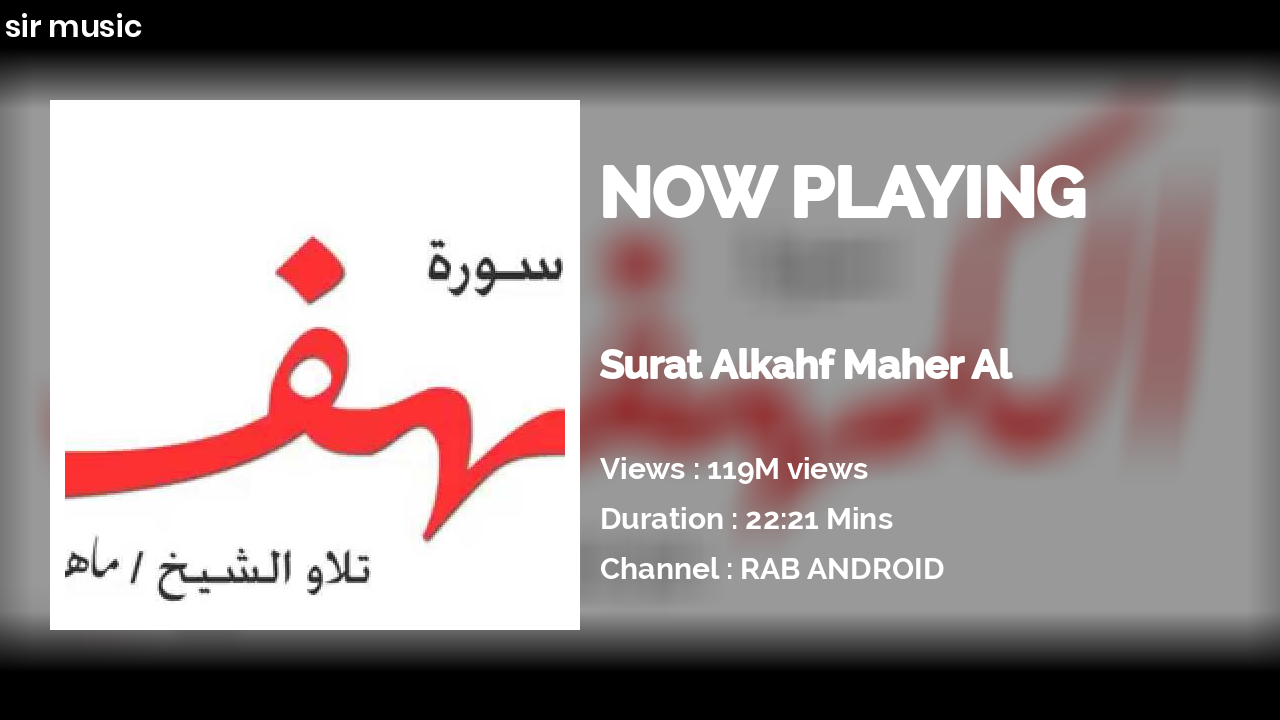 sir music
سورة
هف
تلاو الشيخ / ماه
NOW PLAYING
Surat Alkahf Maher Al
Views : 119M views
Duration : 22:21 Mins
Channel : RAB ANDROID